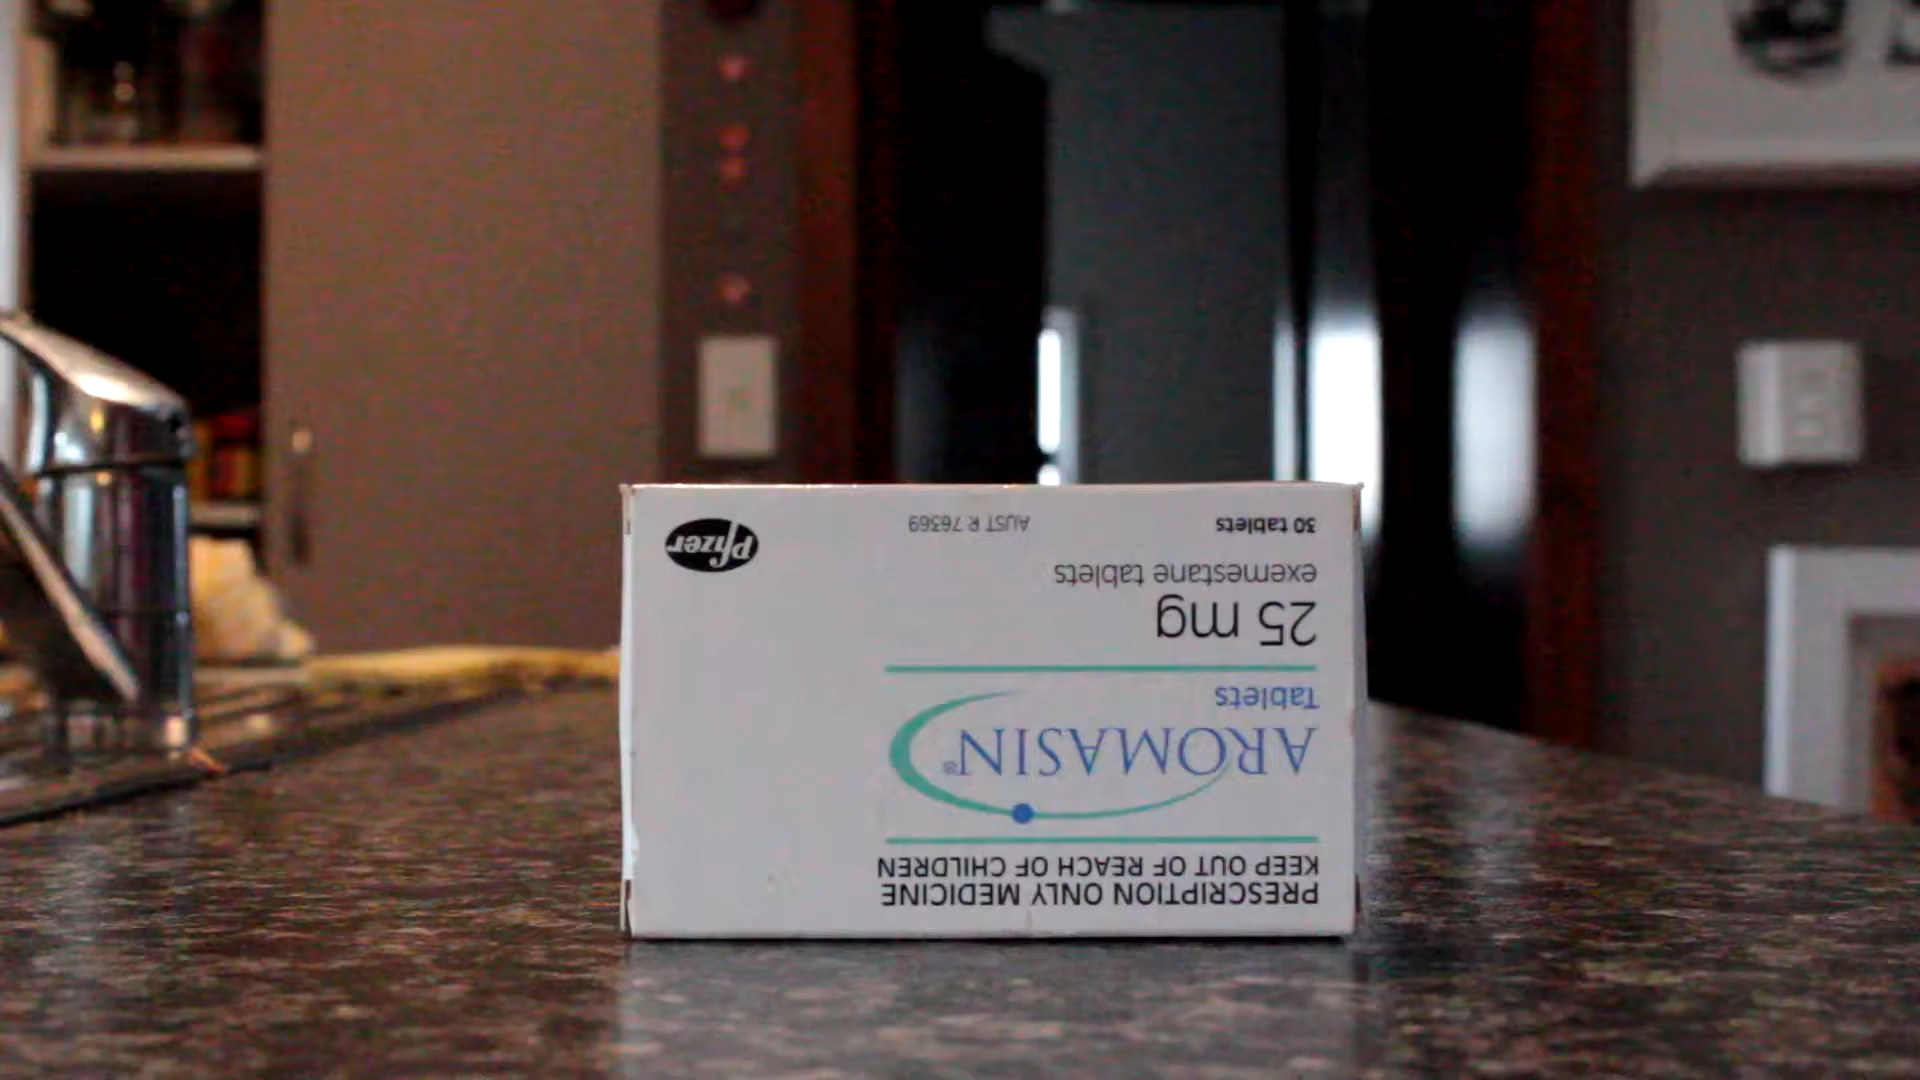 PRESCRIPTION ONLY MEDICINE
KEEP OUT OF REACH OF CHILDREN
AROMASIN®
Tablets
25 mg
exemestane tablets
30 tablets
AUST R 76369
Pfizer